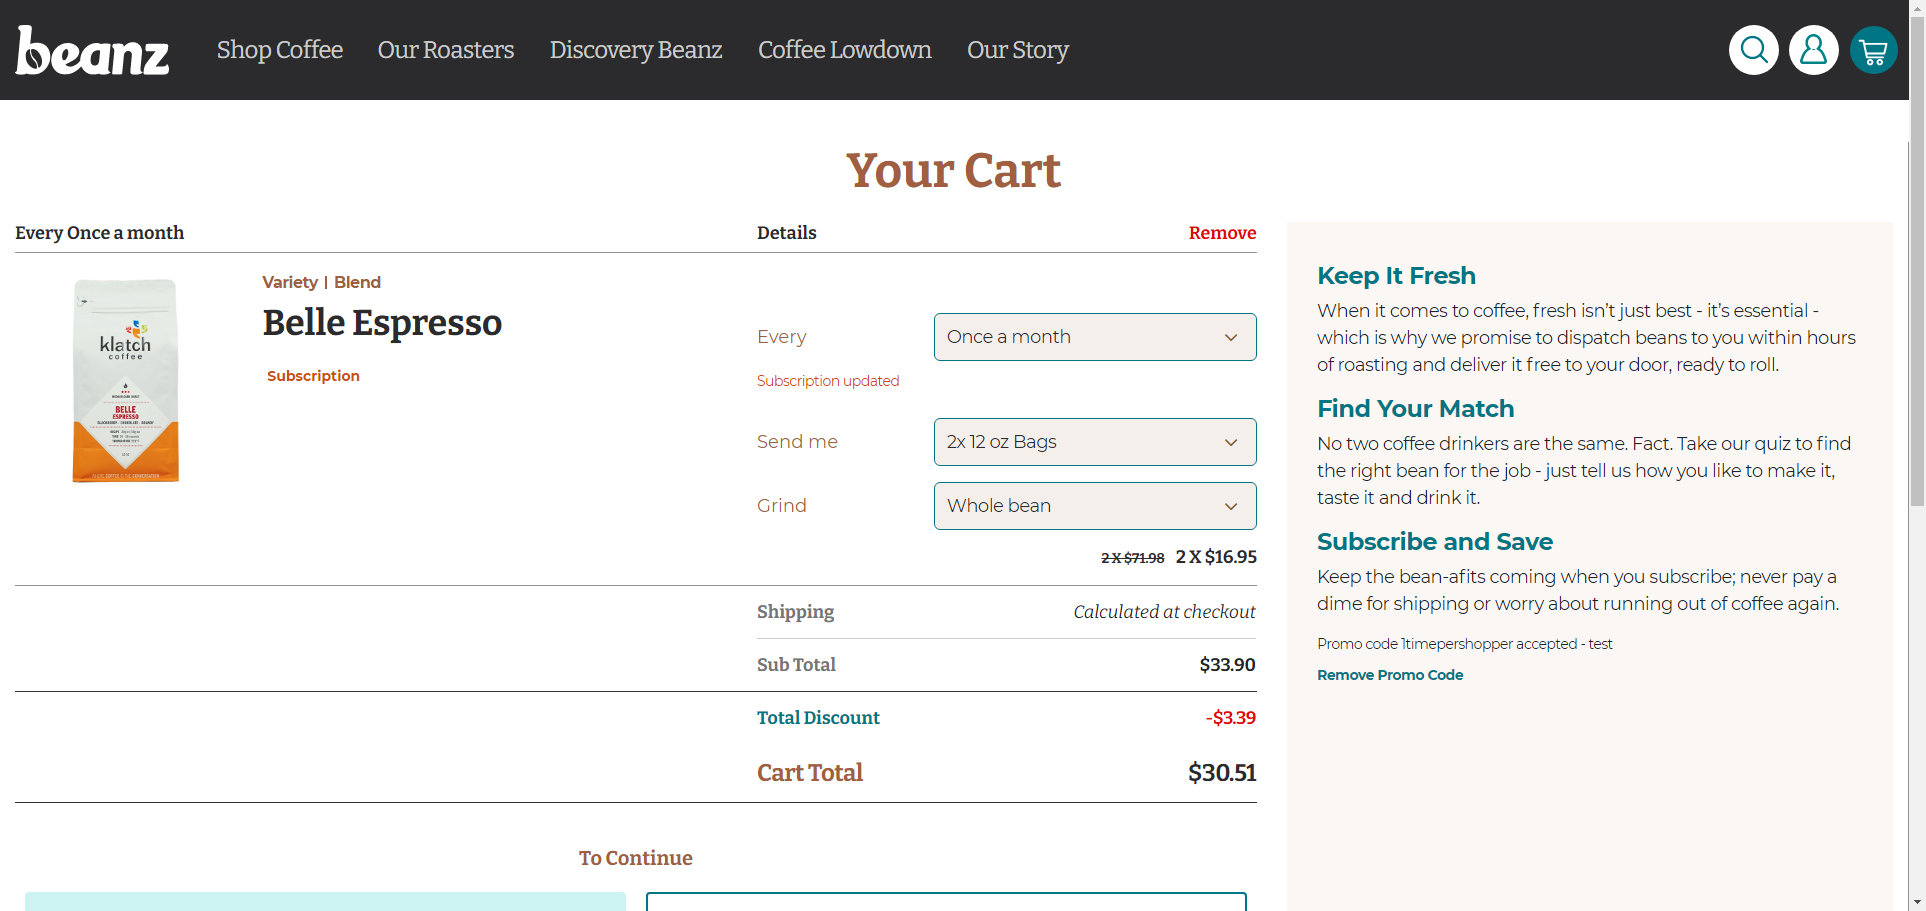 beanz
Shop Coffee
Our Roasters
Discovery Beanz
Coffee Lowdown
Our Story
Your Cart
Every Once a month
Details
Remove
klatch
coffee
BELLE
ESPRESSO
Variety | Blend
Belle Espresso
Subscription
Every
Once a month
Subscription updated
Send me
2x 12 oz Bags
Grind
Whole bean
2 X $71.98 2 X $16.95
Shipping
Calculated at checkout
Sub Total
$33.90
Total Discount
-$3.39
Cart Total
$30.51
To Continue
Keep It Fresh
When it comes to coffee, fresh isn’t just best - it’s essential -
which is why we promise to dispatch beans to you within hours
of roasting and deliver it free to your door, ready to roll.
Find Your Match
No two coffee drinkers are the same. Fact. Take our quiz to find
the right bean for the job - just tell us how you like to make it,
taste it and drink it.
Subscribe and Save
Keep the bean-afits coming when you subscribe; never pay a
dime for shipping or worry about running out of coffee again.
Promo code 1timepershopper accepted - test
Remove Promo Code